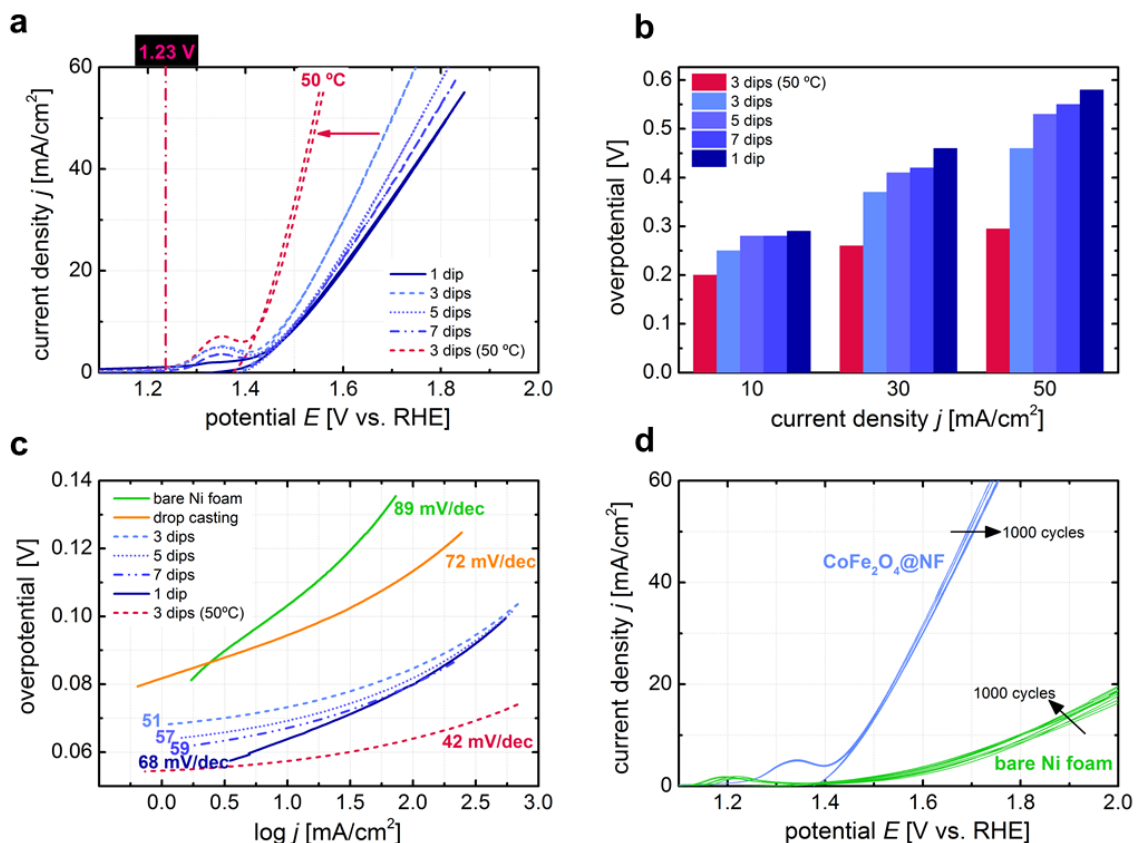 a
1.23 V
60
40
20
0
current density j [mA/cm²]
50 ºC
1 dip
3 dips
5 dips
7 dips
3 dips (50 ºC)
1.2
1.4
1.6
1.8
2.0
potential E [V vs. RHE]
b
0.6
0.5
0.4
0.3
0.2
0.1
0.0
overpotential [V]
3 dips (50 ºC)
3 dips
5 dips
7 dips
1 dip
10
30
50
current density j [mA/cm²]
c
0.14
0.12
0.10
0.08
0.06
overpotential [V]
bare Ni foam
drop casting
3 dips
5 dips
7 dips
1 dip
3 dips (50ºC)
89 mV/dec
72 mV/dec
51
57
59
68 mV/dec
42 mV/dec
0.0
0.5
1.0
1.5
2.0
2.5
3.0
log j [mA/cm²]
d
60
40
20
0
current density j [mA/cm²]
1000 cycles
CoFe₂O₄@NF
1000 cycles
bare Ni foam
1.2
1.4
1.6
1.8
2.0
potential E [V vs. RHE]